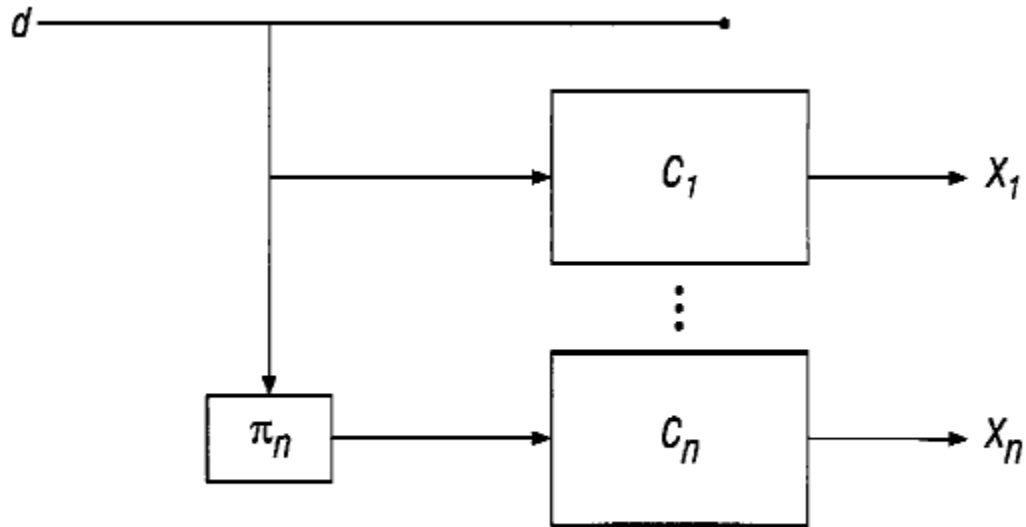 d
C₁
X₁
⋮
πₙ
Cₙ
Xₙ